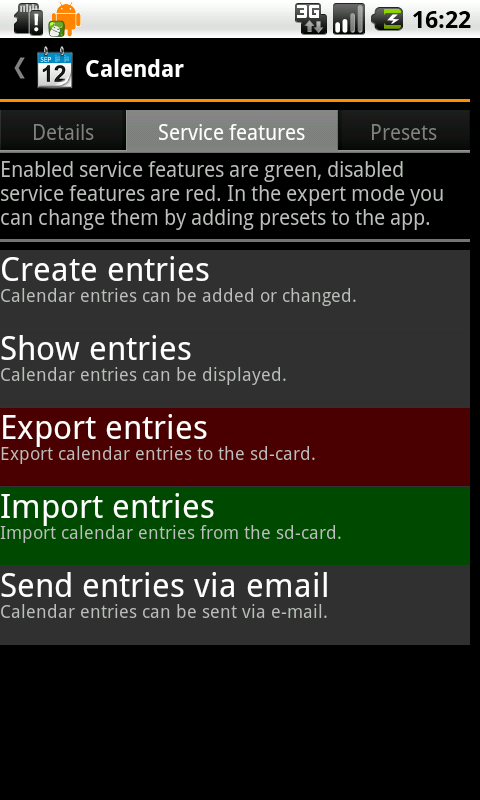 3G
16:22
SEP
12
Calendar
Details
Service features
Presets
Enabled service features are green, disabled
service features are red. In the expert mode you
can change them by adding presets to the app.
Create entries
Calendar entries can be added or changed.
Show entries
Calendar entries can be displayed.
Export entries
Export calendar entries to the sd-card.
Import entries
Import calendar entries from the sd-card.
Send entries via email
Calendar entries can be sent via e-mail.